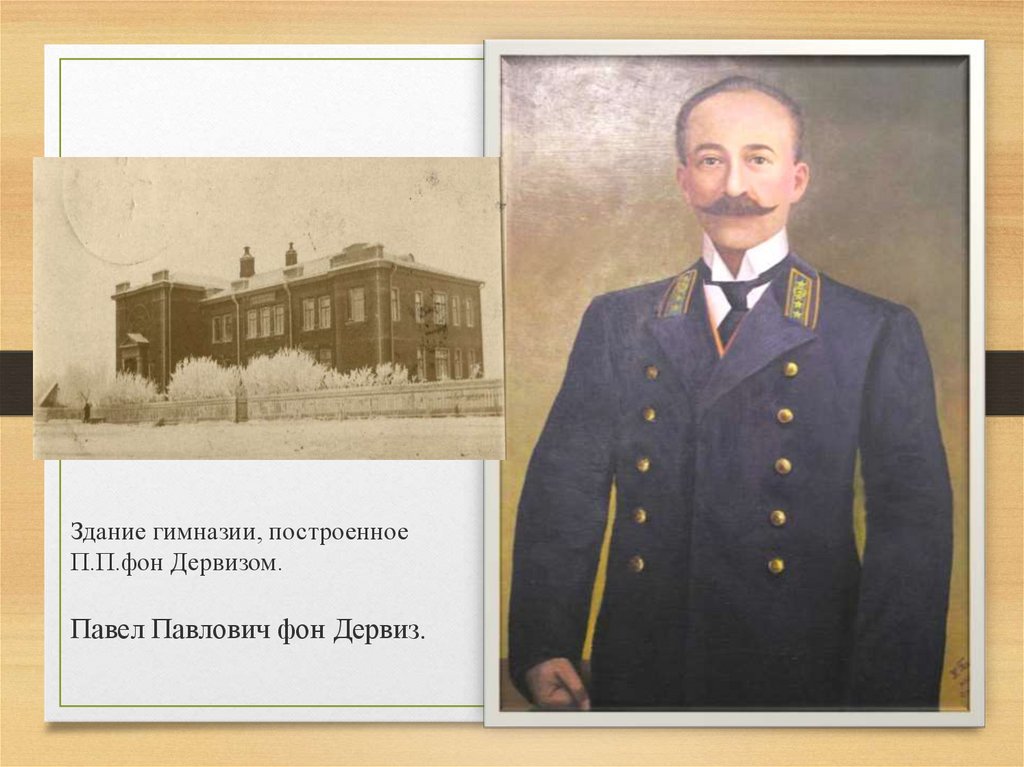 Здание гимназии, построенное
П.П.фон Дервизом.
Павел Павлович фон Дервиз.